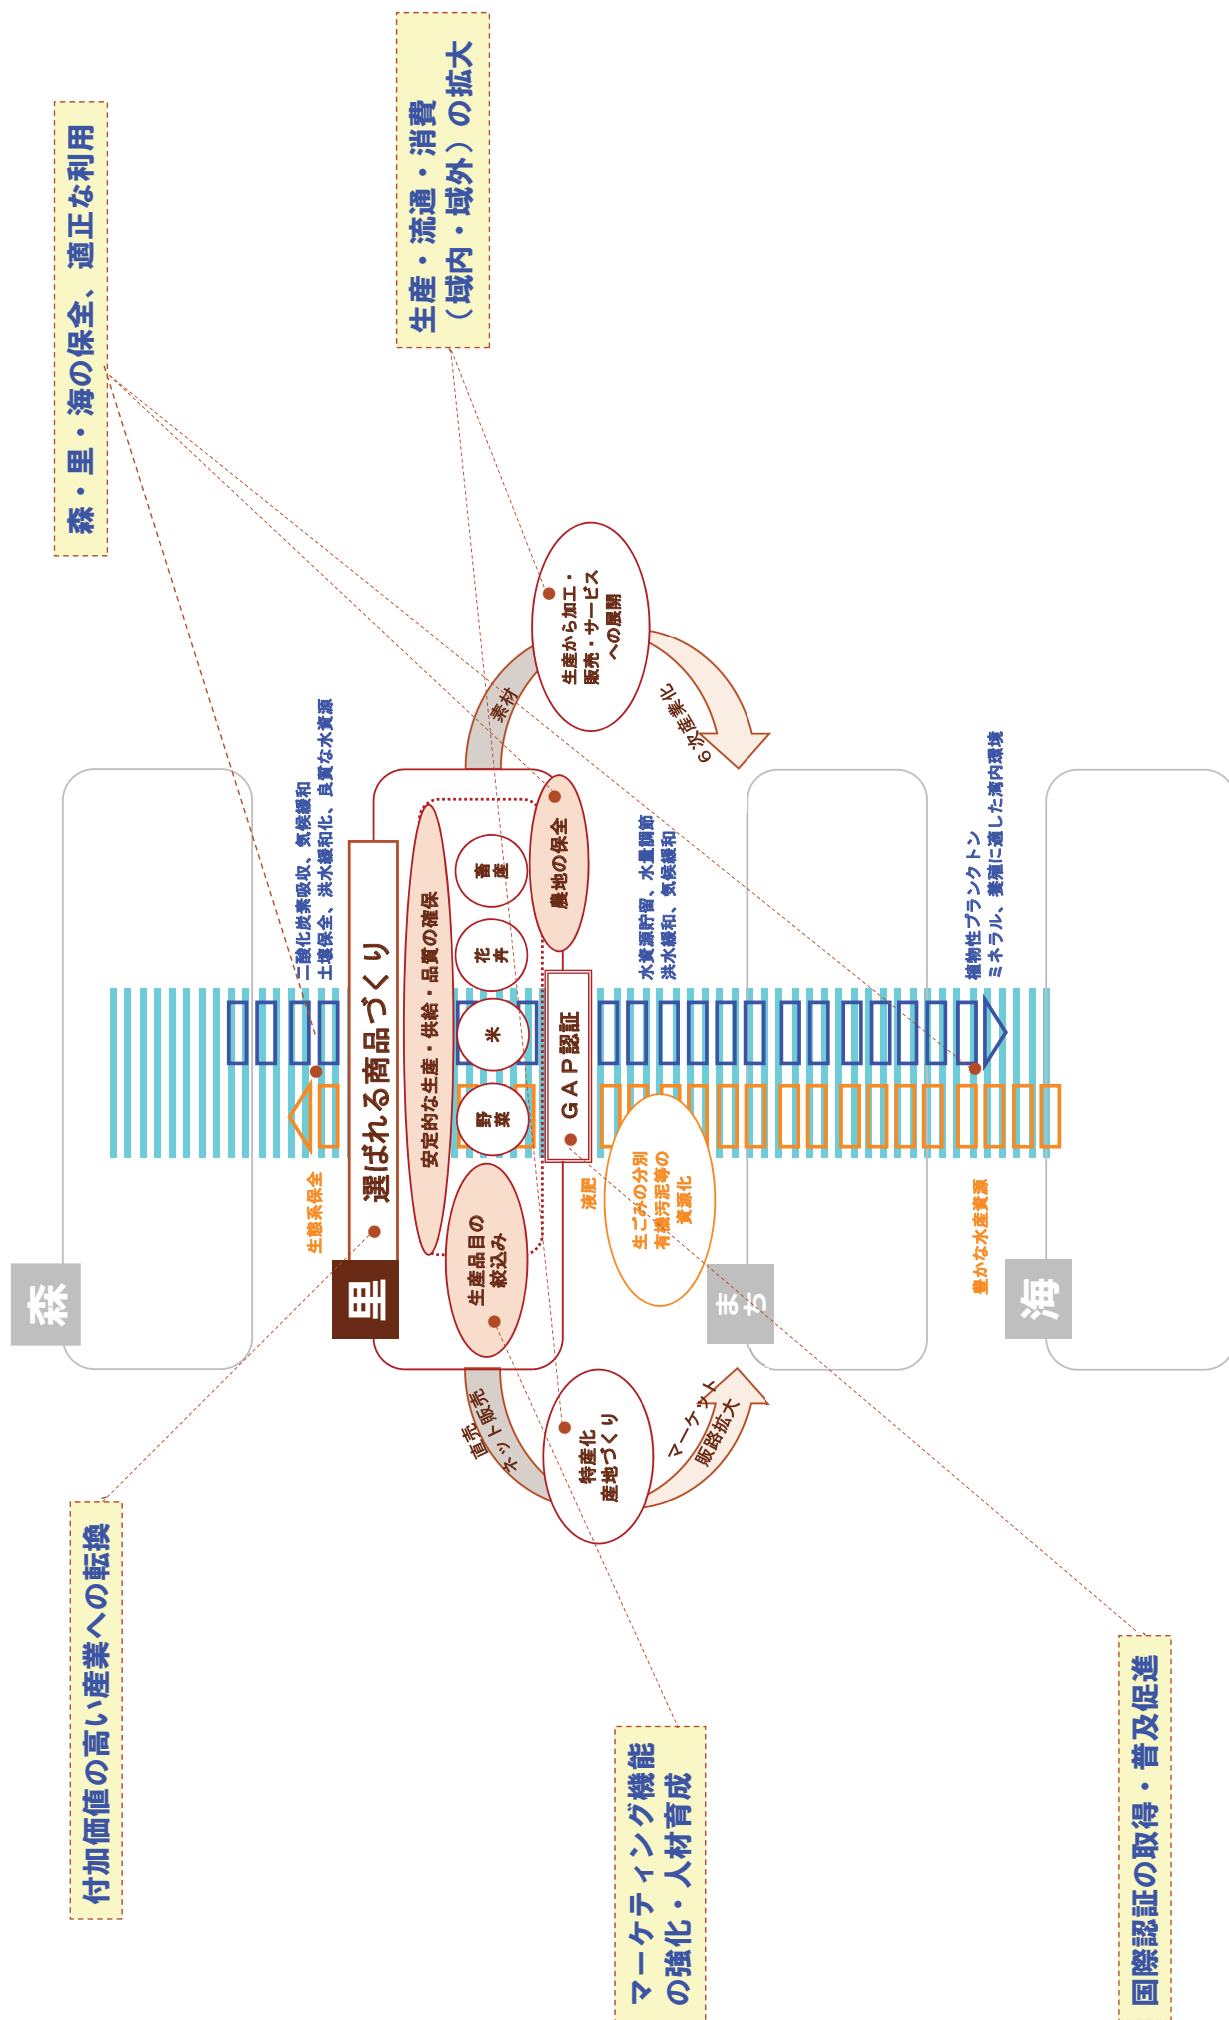 付加価値の高い産業への転換
森・里・海の保全、適正な利用
生産・流通・消費
（域内・域外）の拡大
マーケティング機能
の強化・人材育成
国際認証の取得・普及促進
森
生態系保全
二酸化炭素吸収、気候緩和
土壌保全、洪水緩和化、良質な水資源
里
選ばれる商品づくり
安定的な生産・供給・品質の確保
生産品目の
絞込み
野
菜
米
花
卉
畜
産
農地の保全
GAP認証
直売
ネット販売
特産化
産地づくり
マーケット
販路拡大
素材
生産から加工・
販売・サービス
への展開
6次産業化
液肥
生ごみの分別
有機汚泥等の
資源化
水資源貯留、水量調節
洪水緩和、気候緩和
まち
豊かな水産資源
植物性プランクトン
ミネラル、養殖に適した湾内環境
海